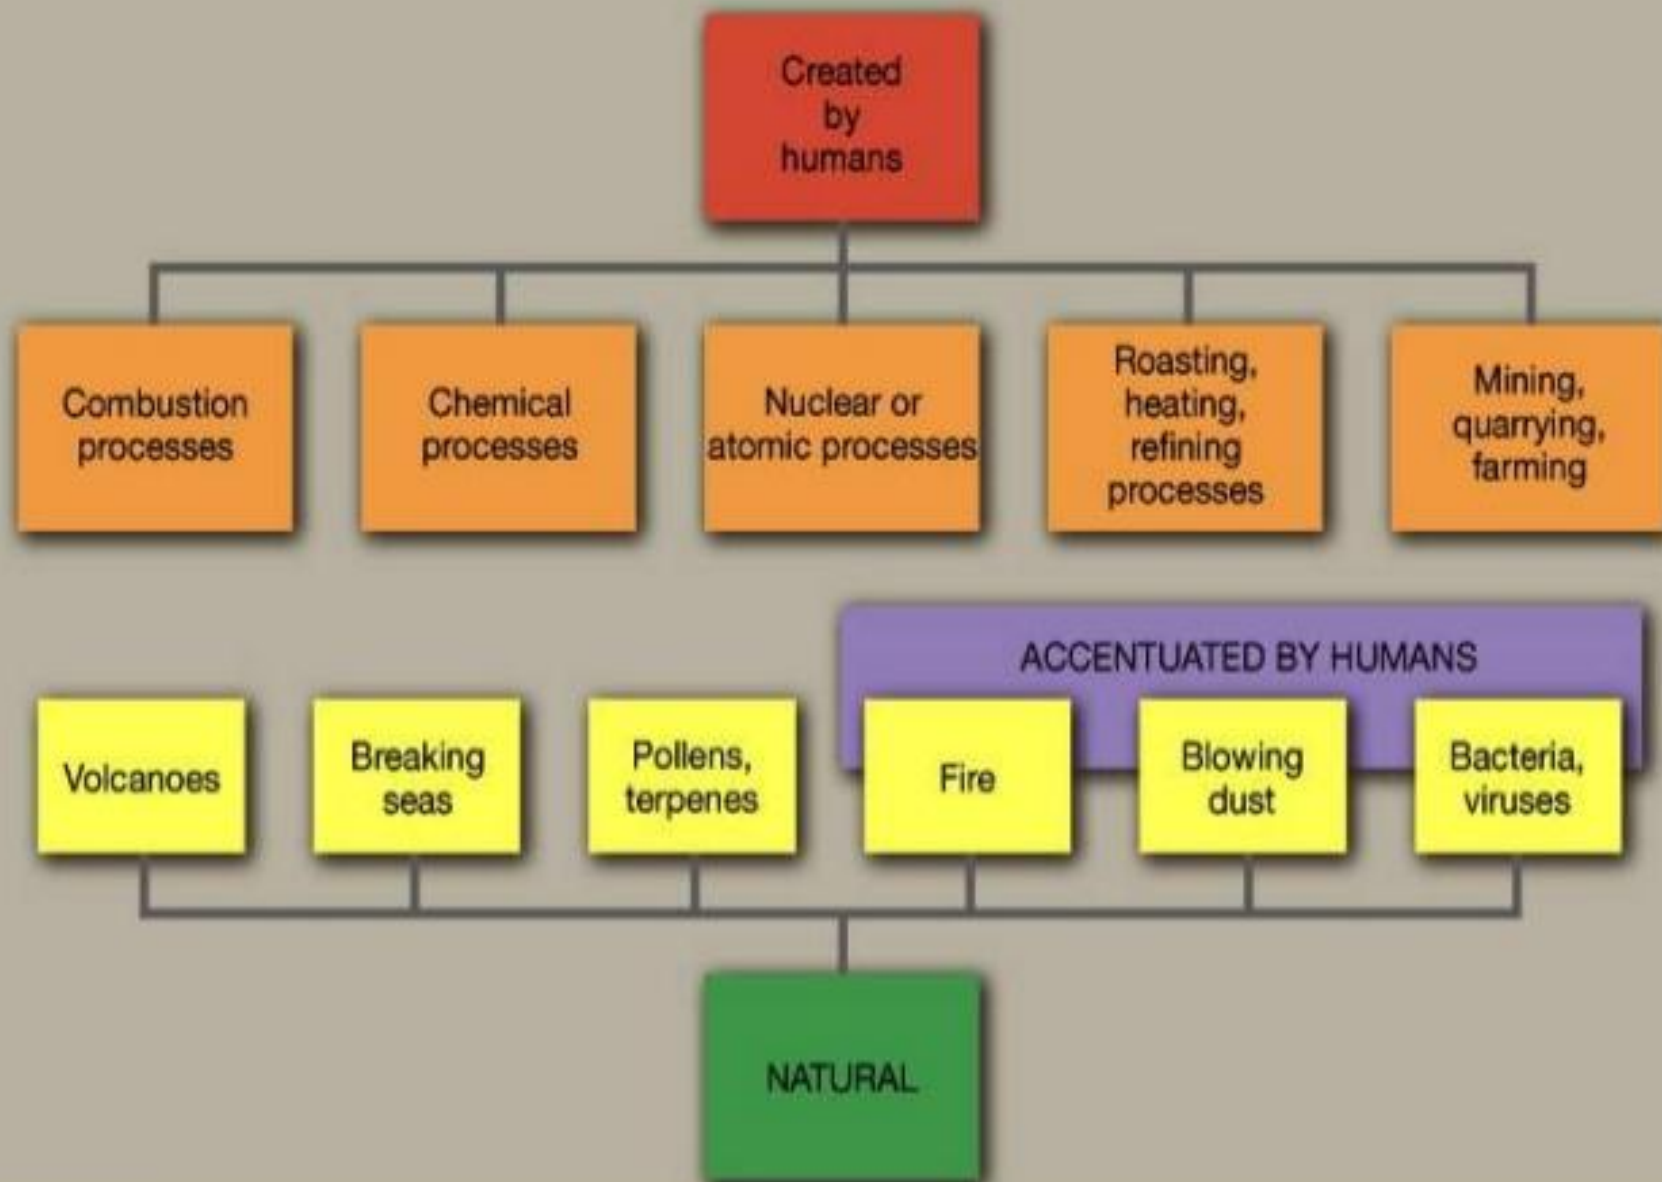 Created
by
humans
Combustion
processes
Chemical
processes
Nuclear or
atomic processes
Roasting,
heating,
refining
processes
Mining,
quarrying,
farming
ACCENTUATED BY HUMANS
Volcanoes
Breaking
seas
Pollens,
terpenes
Fire
Blowing
dust
Bacteria,
viruses
NATURAL